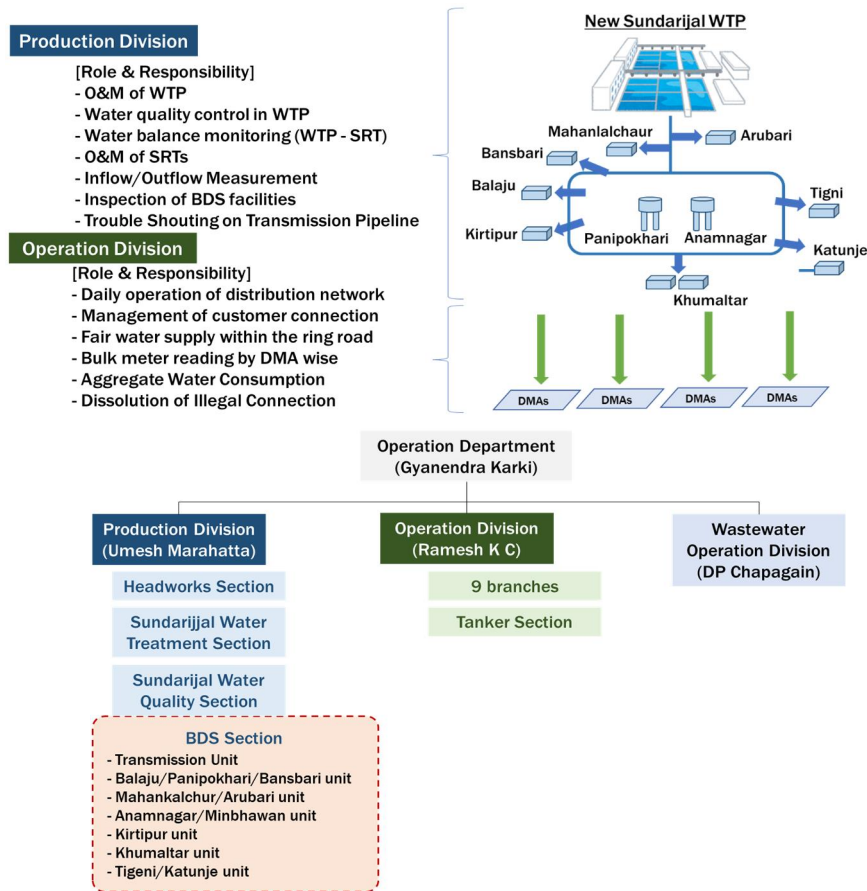 Production Division
[Role & Responsibility]
- O&M of WTP
- Water quality control in WTP
- Water balance monitoring (WTP - SRT)
- O&M of SRTs
- Inflow/Outflow Measurement
- Inspection of BDS facilities
- Trouble Shouting on Transmission Pipeline
Operation Division
[Role & Responsibility]
- Daily operation of distribution network
- Management of customer connection
- Fair water supply within the ring road
- Bulk meter reading by DMA wise
- Aggregate Water Consumption
- Dissolution of Illegal Connection
New Sundarijal WTP
Mahanlalchaur
Arubari
Bansbari
Balaju
Tigni
Kirtipur
Panipokhari
Anamnagar
Katunje
Khumaltar
DMAs
DMAs
DMAs
DMAs
Operation Department
(Gyanendra Karki)
Production Division
(Umesh Marahatta)
Headworks Section
Sundarijjal Water
Treatment Section
Sundarijal Water
Quality Section
BDS Section
- Transmission Unit
- Balaju/Panipokhari/Bansbari unit
- Mahankalchur/Arubari unit
- Anamnagar/Minbhawan unit
- Kirtipur unit
- Khumaltar unit
- Tigeni/Katunje unit
Operation Division
(Ramesh K C)
9 branches
Tanker Section
Wastewater
Operation Division
(DP Chapagain)